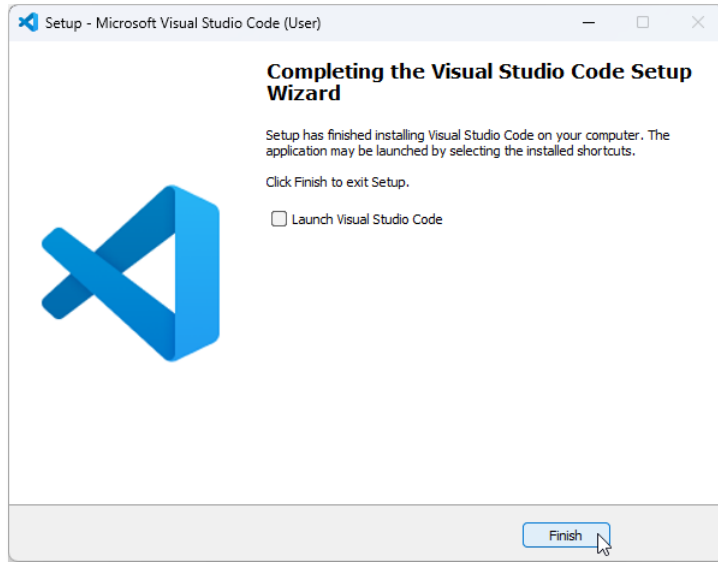 Setup - Microsoft Visual Studio Code (User)
Completing the Visual Studio Code Setup
Wizard
Setup has finished installing Visual Studio Code on your computer. The
application may be launched by selecting the installed shortcuts.
Click Finish to exit Setup.
Launch Visual Studio Code
Finish